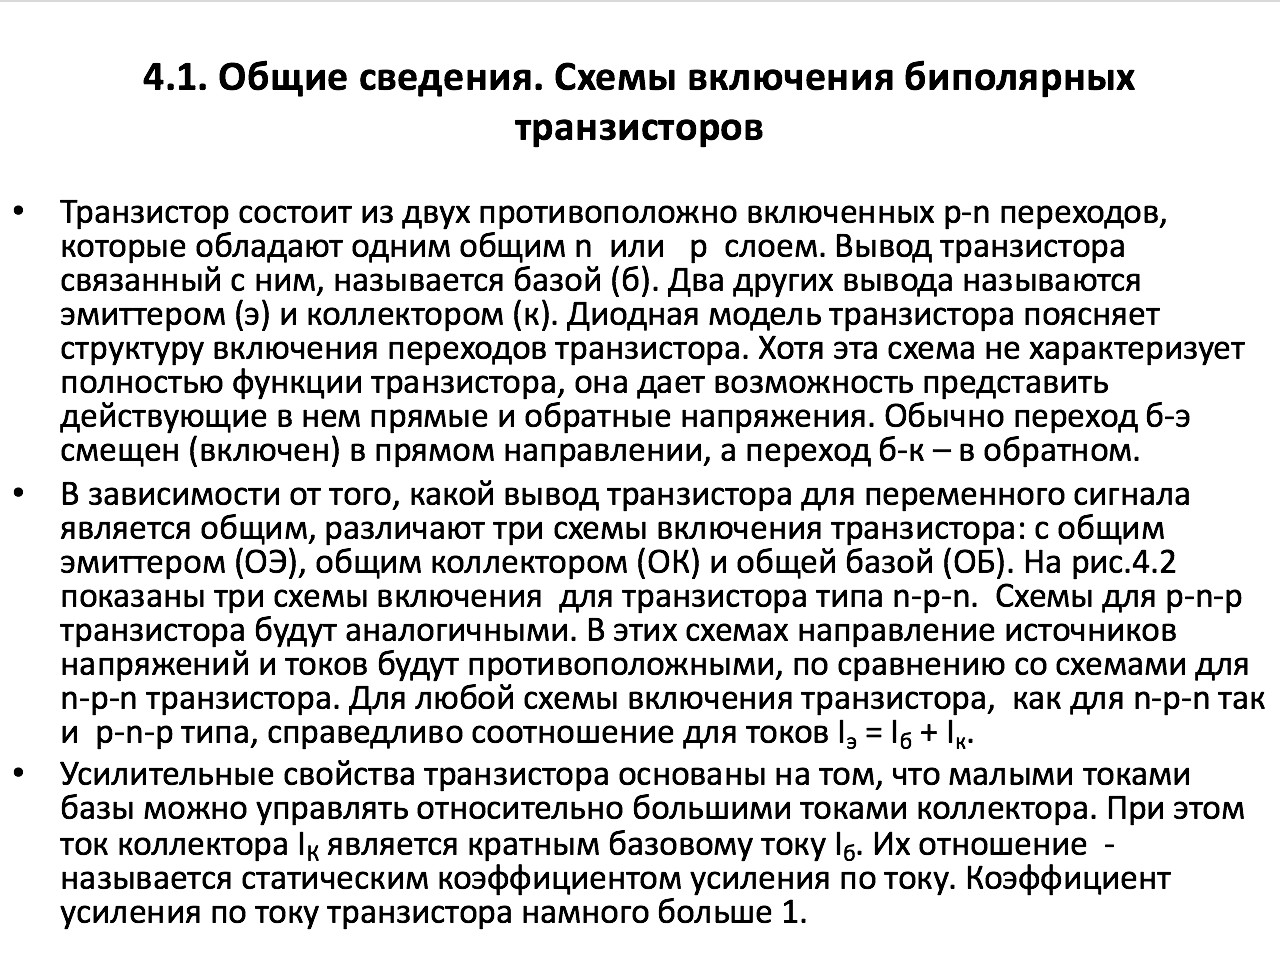 4.1. Общие сведения. Схемы включения биполярных
транзисторов
• Транзистор состоит из двух противоположно включенных p-n переходов,
которые обладают одним общим n или p слоем. Вывод транзистора
связанный с ним, называется базой (б). Два других вывода называются
эмиттером (э) и коллектором (к). Диодная модель транзистора поясняет
структуру включения переходов транзистора. Хотя эта схема не характеризует
полностью функции транзистора, она дает возможность представить
действующие в нем прямые и обратные напряжения. Обычно переход б-э
смещен (включен) в прямом направлении, а переход б-к – в обратном.
• В зависимости от того, какой вывод транзистора для переменного сигнала
является общим, различают три схемы включения транзистора: с общим
эмиттером (ОЭ), общим коллектором (ОК) и общей базой (ОБ). На рис.4.2
показаны три схемы включения для транзистора типа n-p-n. Схемы для p-n-p
транзистора будут аналогичными. В этих схемах направление источников
напряжений и токов будут противоположными, по сравнению со схемами для
n-p-n транзистора. Для любой схемы включения транзистора, как для n-p-n так
и p-n-p типа, справедливо соотношение для токов Iэ = Iб + Iк.
• Усилительные свойства транзистора основаны на том, что малыми токами
базы можно управлять относительно большими токами коллектора. При этом
ток коллектора IК является кратным базовому току Iб. Их отношение -
называется статическим коэффициентом усиления по току. Коэффициент
усиления по току транзистора намного больше 1.